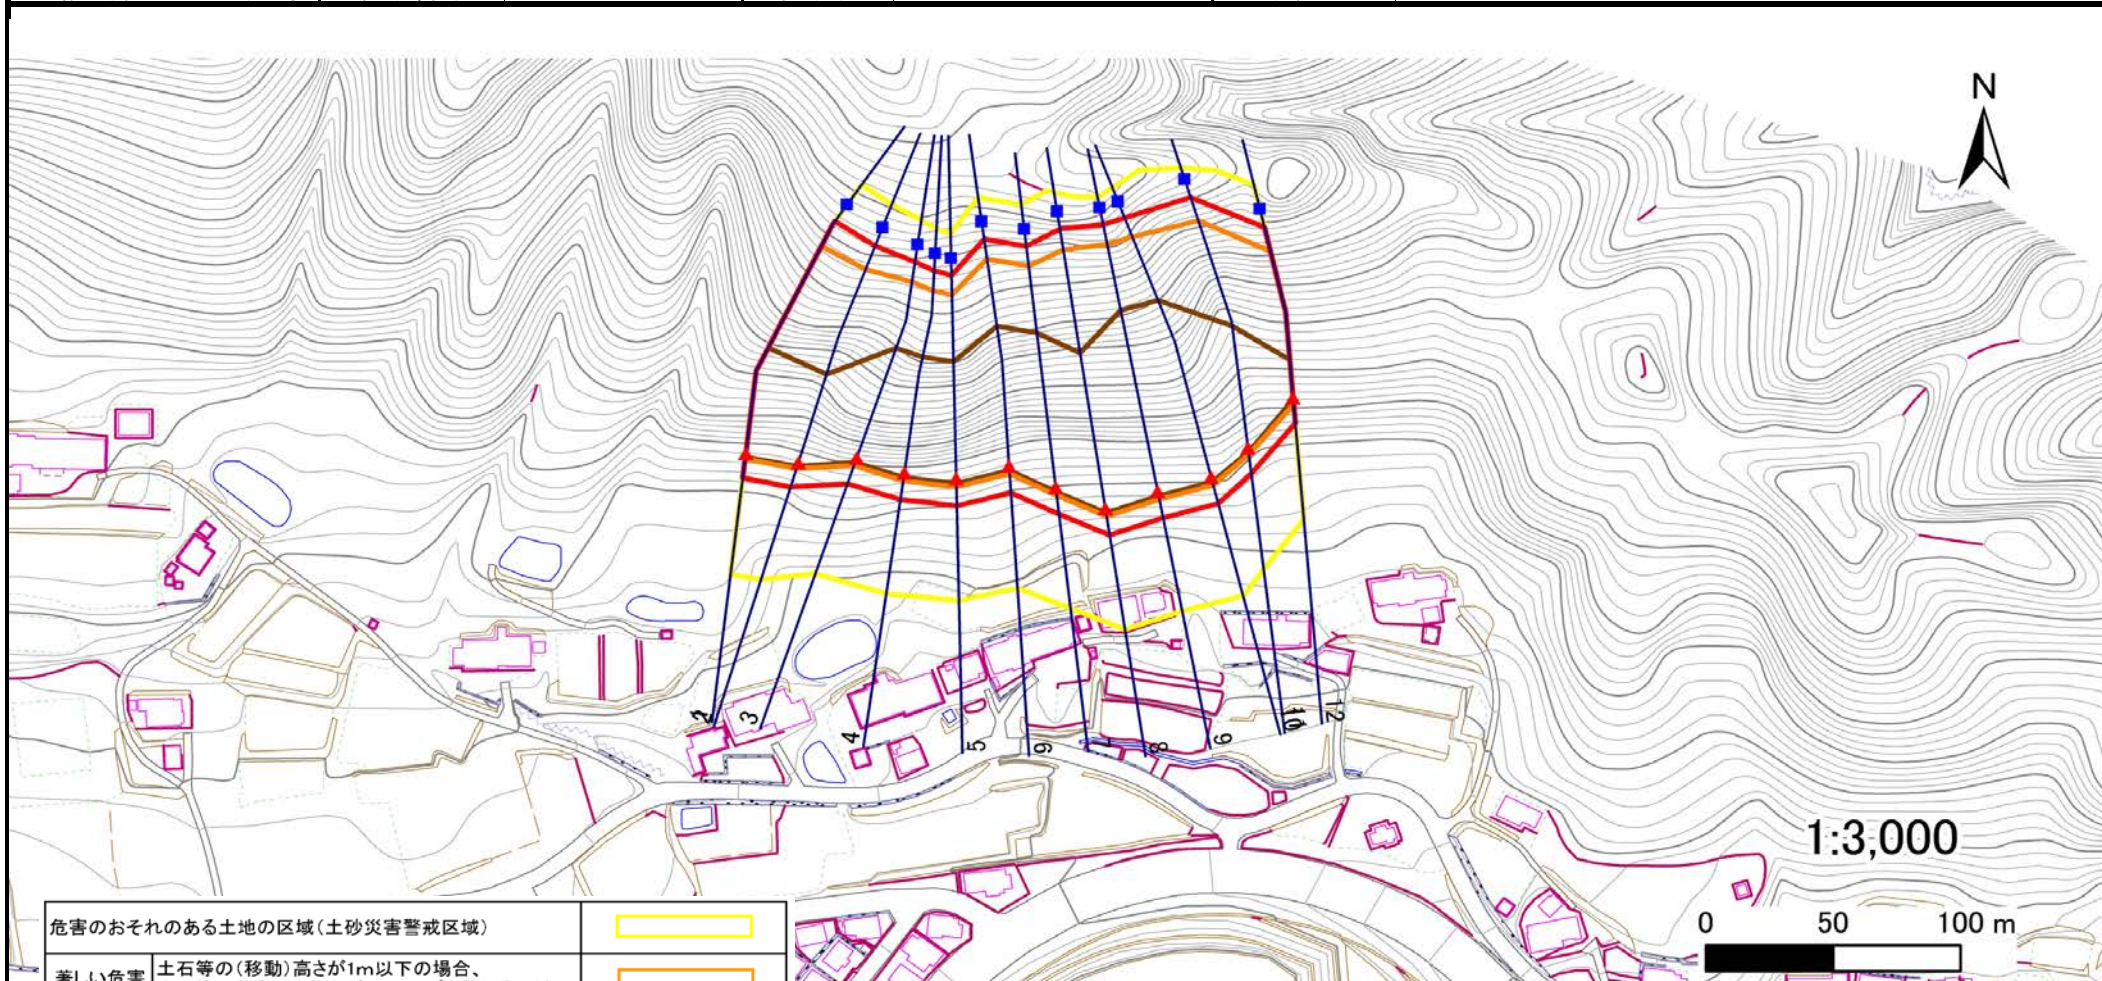 N
2
3
4
5
6
7
8
9
10
12
1:3,000
0 50 100 m
危害のおそれのある土地の区域(土砂災害警戒区域)
著しい危害
土石等の(移動)高さが1m以下の場合、